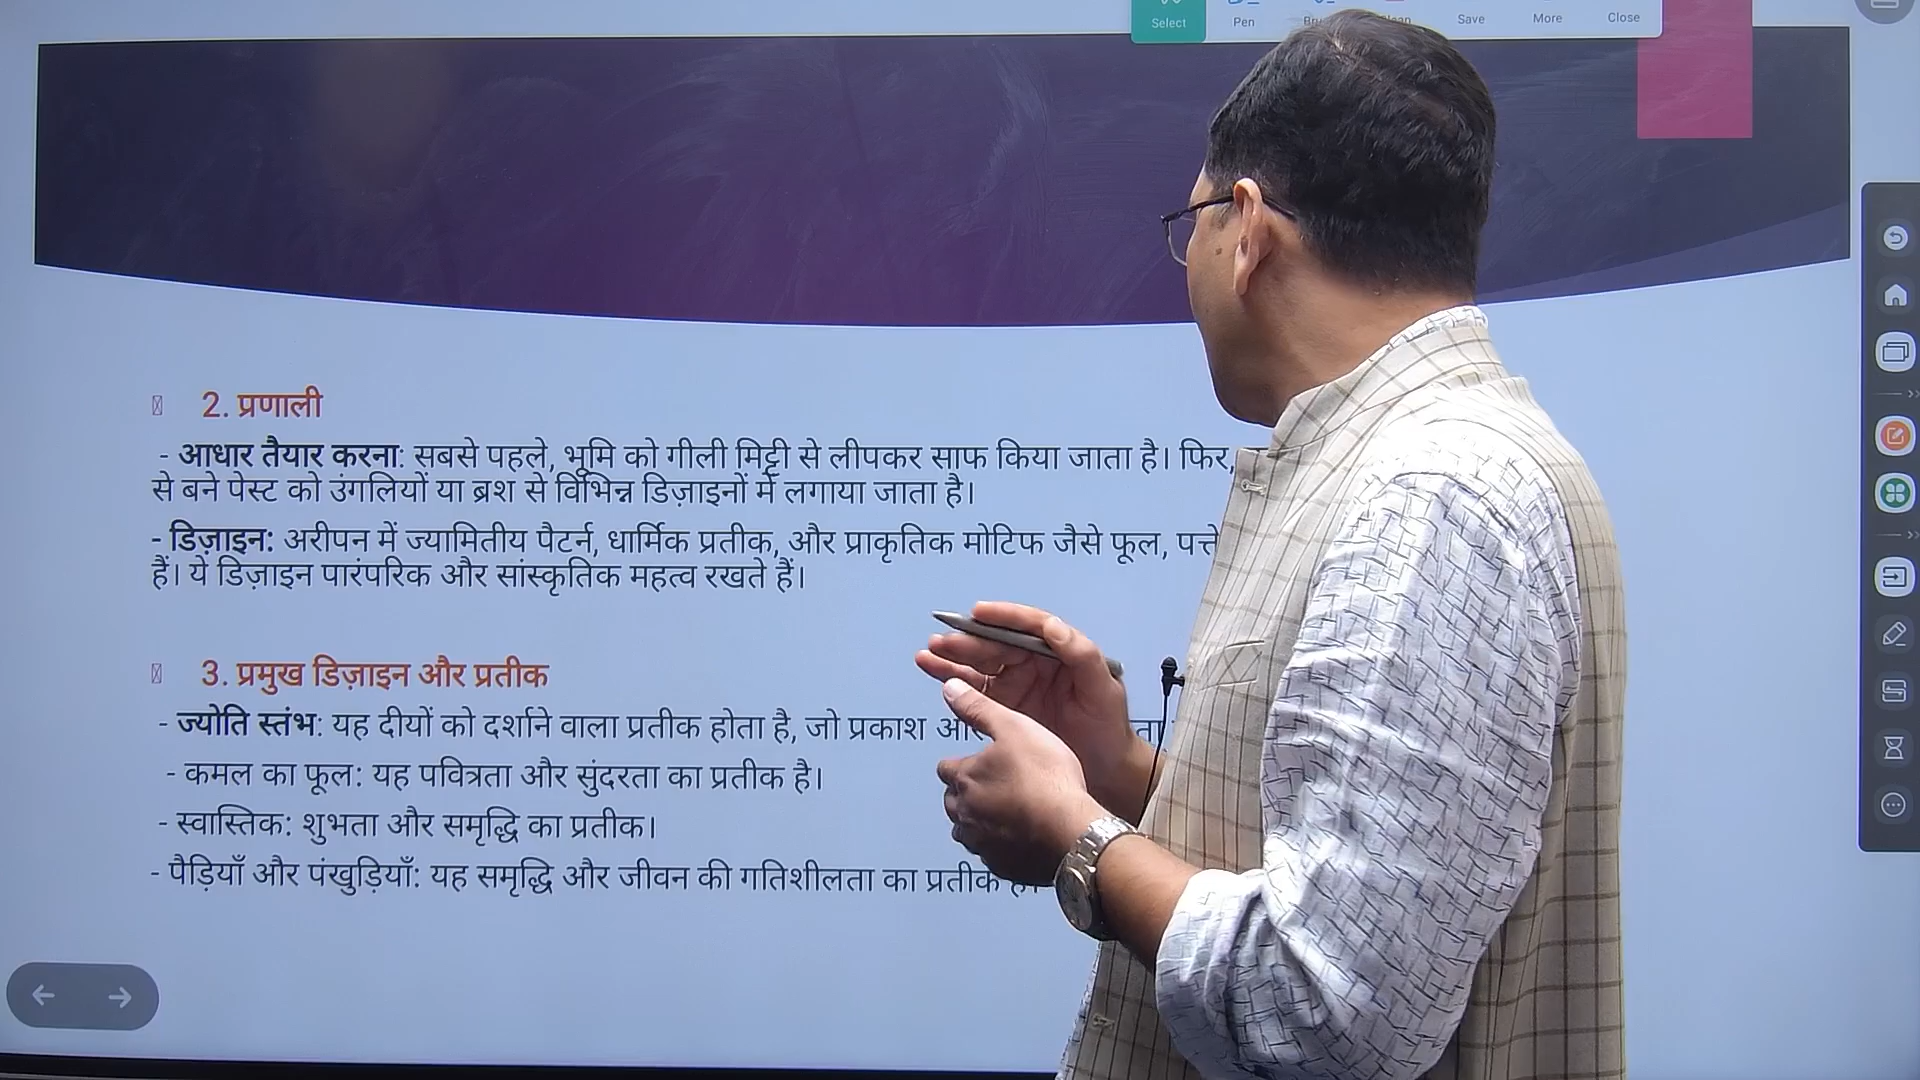 Select Pen Save More Close
2. प्रणाली
- आधार तैयार करना: सबसे पहले, भूमि को गीली मिट्टी से लीपकर साफ किया जाता है। फिर,
से बने पेस्ट को उंगलियों या ब्रश से विभिन्न डिज़ाइनों में लगाया जाता है।
- डिज़ाइन: अरीपन में ज्यामितीय पैटर्न, धार्मिक प्रतीक, और प्राकृतिक मोटिफ जैसे फूल, पत्ते
हैं। ये डिज़ाइन पारंपरिक और सांस्कृतिक महत्व रखते हैं।
3. प्रमुख डिज़ाइन और प्रतीक
- ज्योति स्तंभ: यह दीयों को दर्शाने वाला प्रतीक होता है, जो प्रकाश
- कमल का फूल: यह पवित्रता और सुंदरता का प्रतीक है।
- स्वास्तिक: शुभता और समृद्धि का प्रतीक।
- पैड़ियाँ और पंखुड़ियाँ: यह समृद्धि और जीवन की गतिशीलता का प्रतीक है।